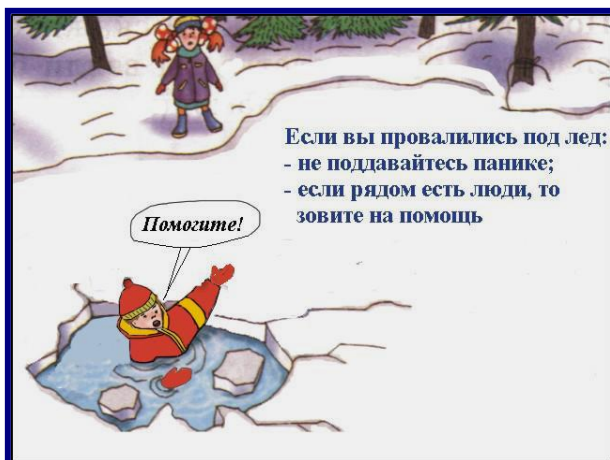 Если вы провалились под лед:
- не поддавайтесь панике;
- если рядом есть люди, то
зовите на помощь
Помогите!